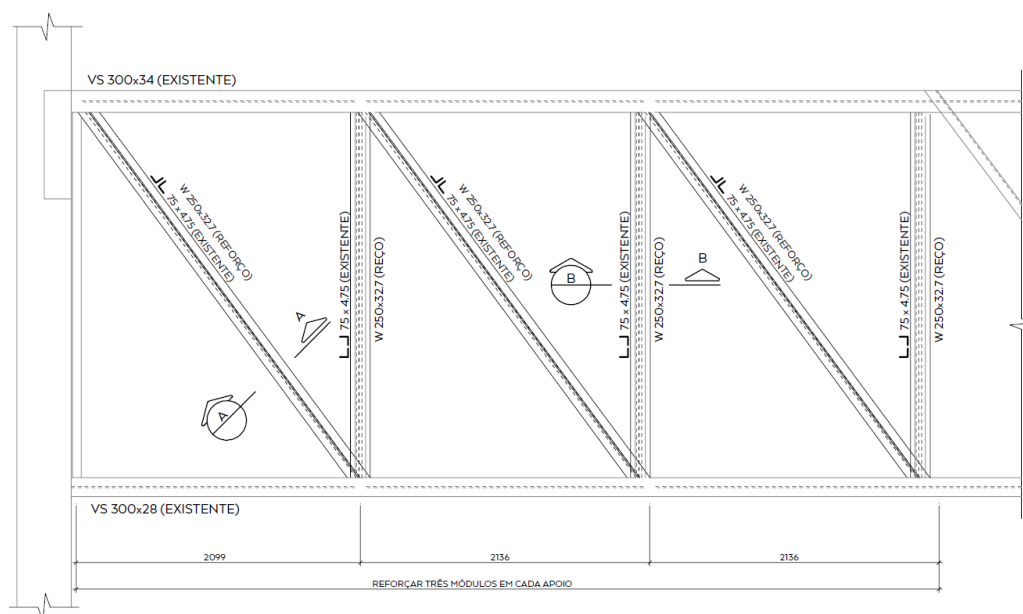 VS 300x34 (EXISTENTE)
W 250x32.7 (REFORÇO)
75 x 4.75 (EXISTENTE)
75 x 4.75 (EXISTENTE)
W 250x32.7 (REÇO)
W 250x32.7 (REFORÇO)
75 x 4.75 (EXISTENTE)
75 x 4.75 (EXISTENTE)
W 250x32.7 (REÇO)
W 250x32.7 (REFORÇO)
75 x 4.75 (EXISTENTE)
75 x 4.75 (EXISTENTE)
W 250x32.7 (REÇO)
A
A
B
B
VS 300x28 (EXISTENTE)
2099
2136
2136
REFORÇAR TRÊS MÓDULOS EM CADA APOIO